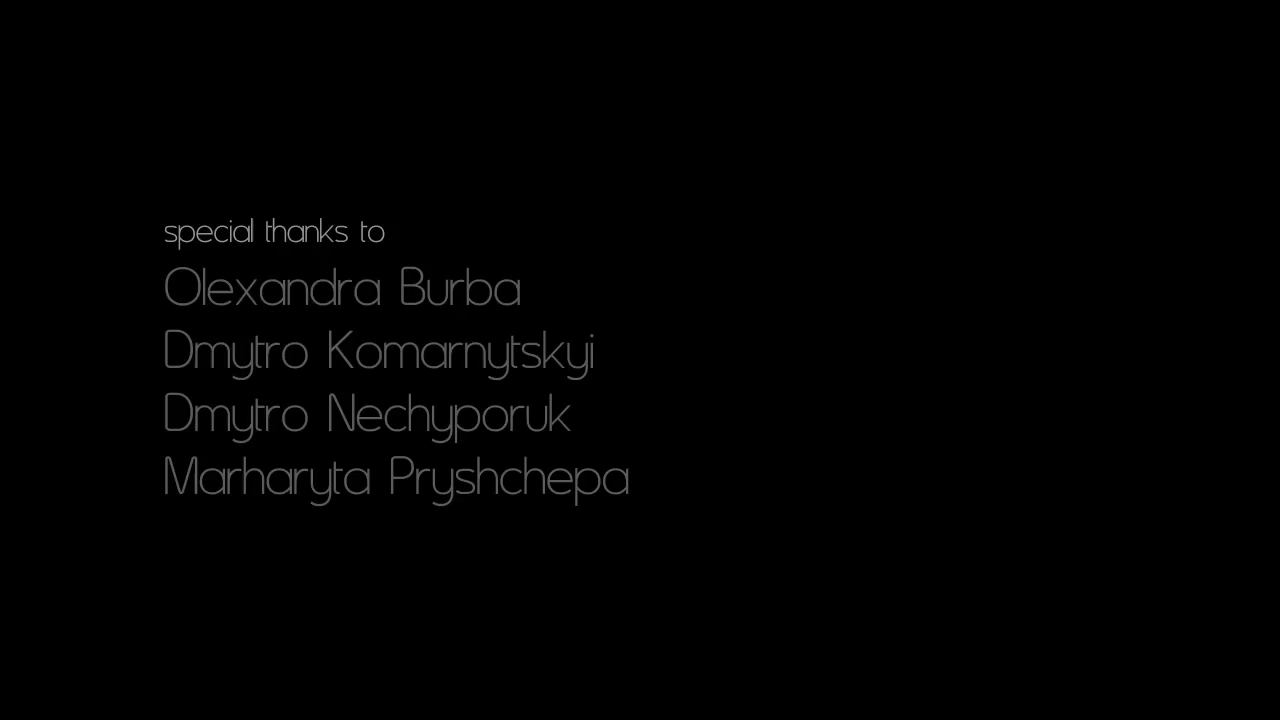 special thanks to
Olexandra Burba
Dmytro Komarnytskyi
Dmytro Nechyporuk
Marharyta Pryshchepa